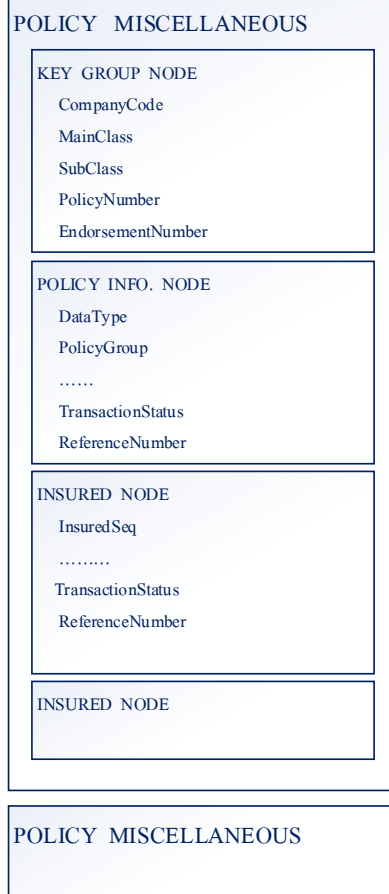 POLICY MISCELLANEOUS
KEY GROUP NODE
CompanyCode
MainClass
SubClass
PolicyNumber
EndorsementNumber
POLICY INFO. NODE
DataType
PolicyGroup
……
TransactionStatus
ReferenceNumber
INSURED NODE
InsuredSeq
………
TransactionStatus
ReferenceNumber
INSURED NODE
POLICY MISCELLANEOUS